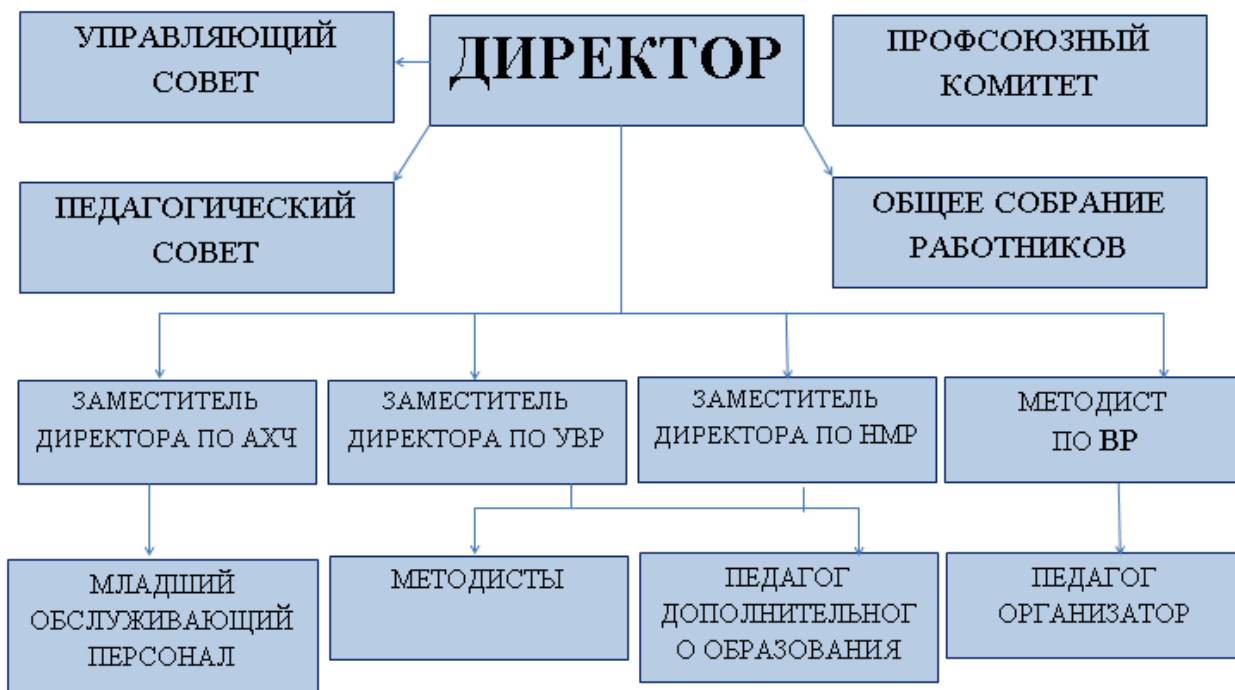 УПРАВЛЯЮЩИЙ
СОВЕТ
ДИРЕКТОР
ПРОФСОЮЗНЫЙ
КОМИТЕТ
ПЕДАГОГИЧЕСКИЙ
СОВЕТ
ОБЩЕЕ СОБРАНИЕ
РАБОТНИКОВ
ЗАМЕСТИТЕЛЬ
ДИРЕКТОРА ПО АХЧ
ЗАМЕСТИТЕЛЬ
ДИРЕКТОРА ПО УВР
ЗАМЕСТИТЕЛЬ
ДИРЕКТОРА ПО НМР
МЕТОДИСТ
ПО ВР
МЛАДШИЙ
ОБСЛУЖИВАЮЩИЙ
ПЕРСОНАЛ
МЕТОДИСТЫ
ПЕДАГОГ
ДОПОЛНИТЕЛЬНОГ
О ОБРАЗОВАНИЯ
ПЕДАГОГ
ОРГАНИЗАТОР